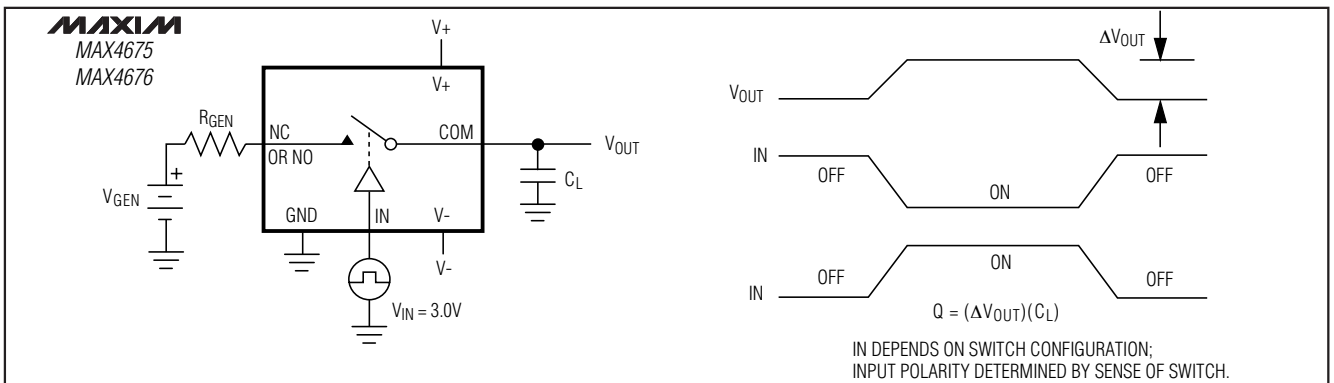 MAXIM
MAX4675
MAX4676
V+
V+
RGEN
NC
OR NO
COM
VOUT
CL
VGEN
+
GND
IN
V-
V-
VIN = 3.0V
ΔVOUT
VOUT
IN
OFF
ON
OFF
IN
OFF
ON
OFF
Q = (ΔVOUT)(CL)
IN DEPENDS ON SWITCH CONFIGURATION;
INPUT POLARITY DETERMINED BY SENSE OF SWITCH.